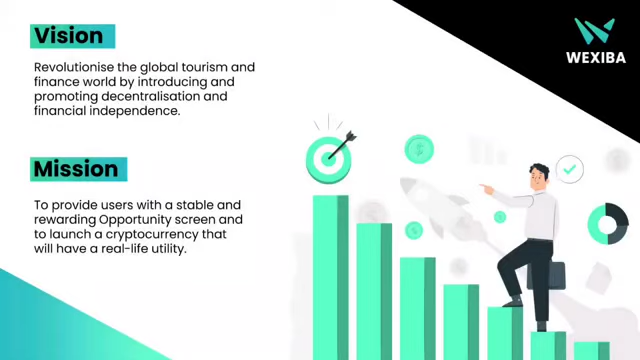 Vision
Revolutionise the global tourism and
finance world by introducing and
promoting decentralisation and
financial independence.
Mission
To provide users with a stable and
rewarding Opportunity screen and
to launch a cryptocurrency that
will have a real-life utility.
WEXIBA